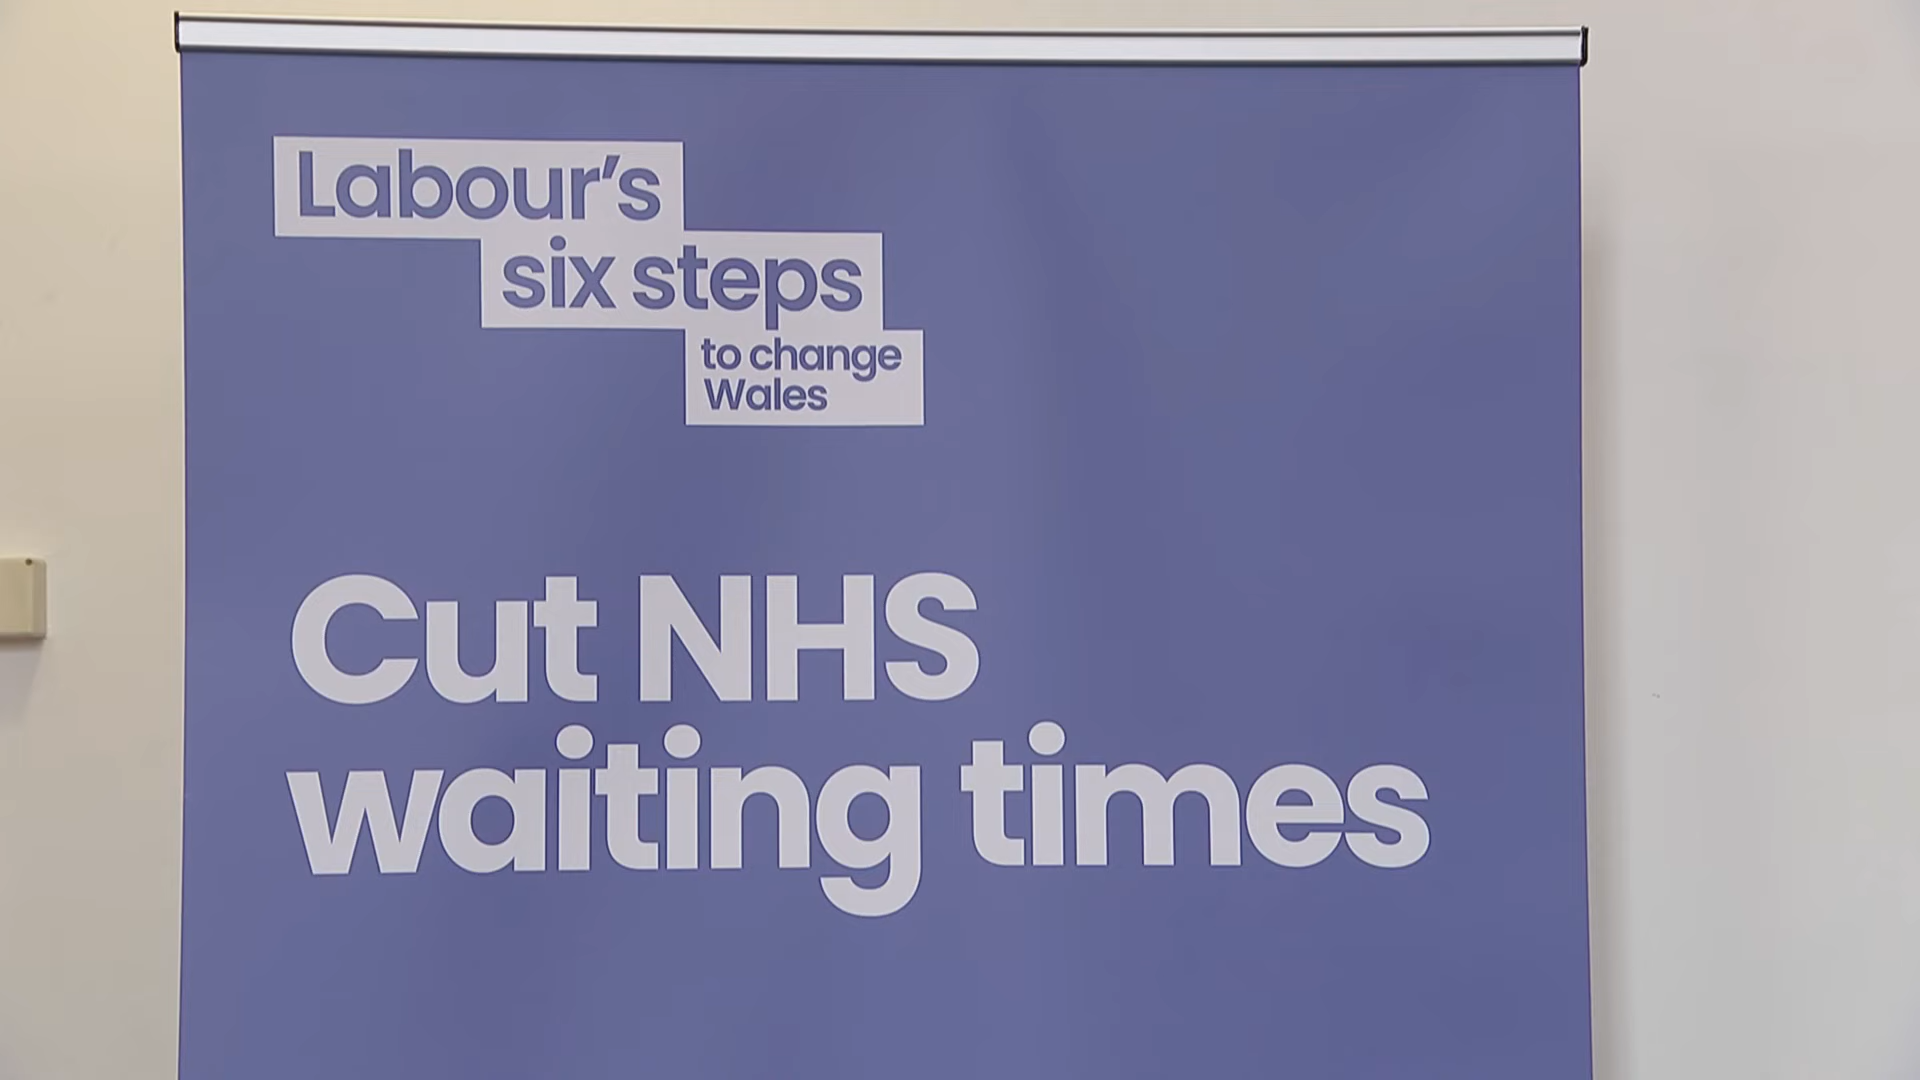 Labour's
six steps
to change
Wales
Cut NHS
waiting times